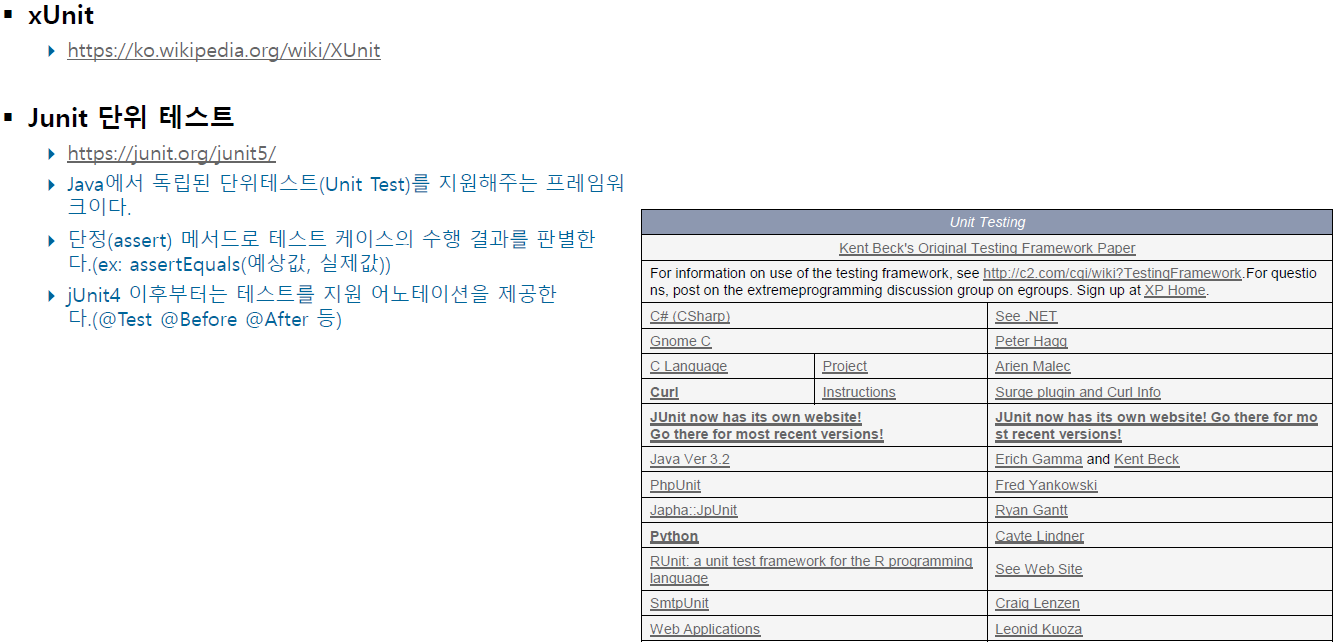 xUnit
https://ko.wikipedia.org/wiki/XUnit
Junit 단위 테스트
https://junit.org/junit5/
Java에서 독립된 단위테스트(Unit Test)를 지원해주는 프레임워
크이다.
단정(assert) 메서드로 테스트 케이스의 수행 결과를 판별한
다.(ex: assertEquals(예상값, 실제값))
jUnit4 이후부터는 테스트를 지원 어노테이션을 제공한
다.(@Test @Before @After 등)
Unit Testing
Kent Beck's Original Testing Framework Paper
For information on use of the testing framework, see http://c2.com/cgi/wiki?TestingFramework.For questio
ns, post on the extremeprogramming discussion group on egroups. Sign up at XP Home.
C# (CSharp) See .NET
Gnome C Peter Hagg
C Language Project Arien Malec
Curl Instructions Surge plugin and Curl Info
JUnit now has its own website!
Go there for most recent versions!
JUnit now has its own website! Go there for mo
st recent versions!
Java Ver 3.2 Erich Gamma and Kent Beck
PhpUnit Fred Yankowski
Japha::JpUnit Ryan Gantt
Python Cayte Lindner
RUnit: a unit test framework for the R programming
language
See Web Site
SmtpUnit Craig Lenzen
Web Applications Leonid Kuoza